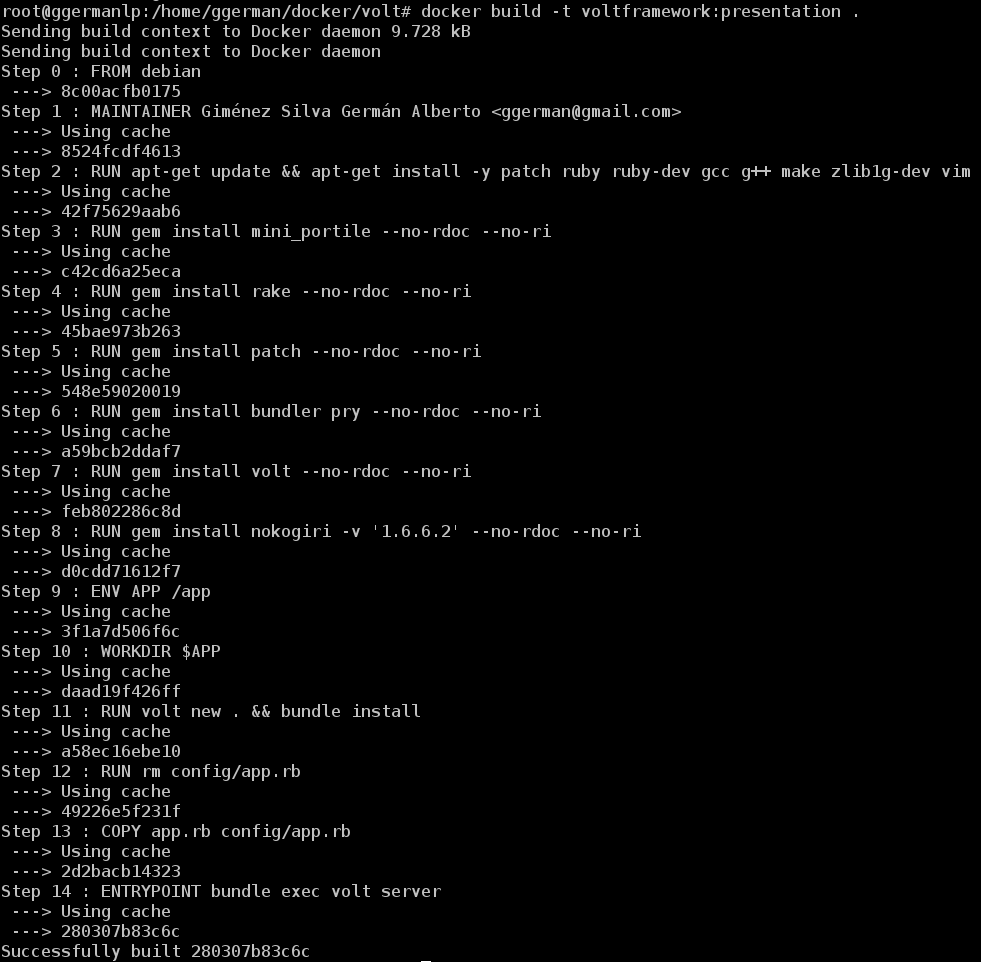 root@ggermanlp:/home/ggerman/docker/volt# docker build -t voltframework:presentation .
Sending build context to Docker daemon 9.728 kB
Sending build context to Docker daemon
Step 0 : FROM debian
 ---> 8c00acfb0175
Step 1 : MAINTAINER Giménez Silva Germán Alberto <ggerman@gmail.com>
 ---> Using cache
 ---> 8524fcdf4613
Step 2 : RUN apt-get update && apt-get install -y patch ruby ruby-dev gcc g++ make zlib1g-dev vim
 ---> Using cache
 ---> 42f75629aab6
Step 3 : RUN gem install mini_portile --no-rdoc --no-ri
 ---> Using cache
 ---> c42cd6a25eca
Step 4 : RUN gem install rake --no-rdoc --no-ri
 ---> Using cache
 ---> 45bae973b263
Step 5 : RUN gem install patch --no-rdoc --no-ri
 ---> Using cache
 ---> 548e59020019
Step 6 : RUN gem install bundler pry --no-rdoc --no-ri
 ---> Using cache
 ---> a59bcb2ddaf7
Step 7 : RUN gem install volt --no-rdoc --no-ri
 ---> Using cache
 ---> feb802286c8d
Step 8 : RUN gem install nokogiri -v '1.6.6.2' --no-rdoc --no-ri
 ---> Using cache
 ---> d0cdd71612f7
Step 9 : ENV APP /app
 ---> Using cache
 ---> 3f1a7d506f6c
Step 10 : WORKDIR $APP
 ---> Using cache
 ---> daad19f426ff
Step 11 : RUN volt new . && bundle install
 ---> Using cache
 ---> a58ec16ebe10
Step 12 : RUN rm config/app.rb
 ---> Using cache
 ---> 49226e5f231f
Step 13 : COPY app.rb config/app.rb
 ---> Using cache
 ---> 2d2bacb14323
Step 14 : ENTRYPOINT bundle exec volt server
 ---> Using cache
 ---> 280307b83c6c
Successfully built 280307b83c6c